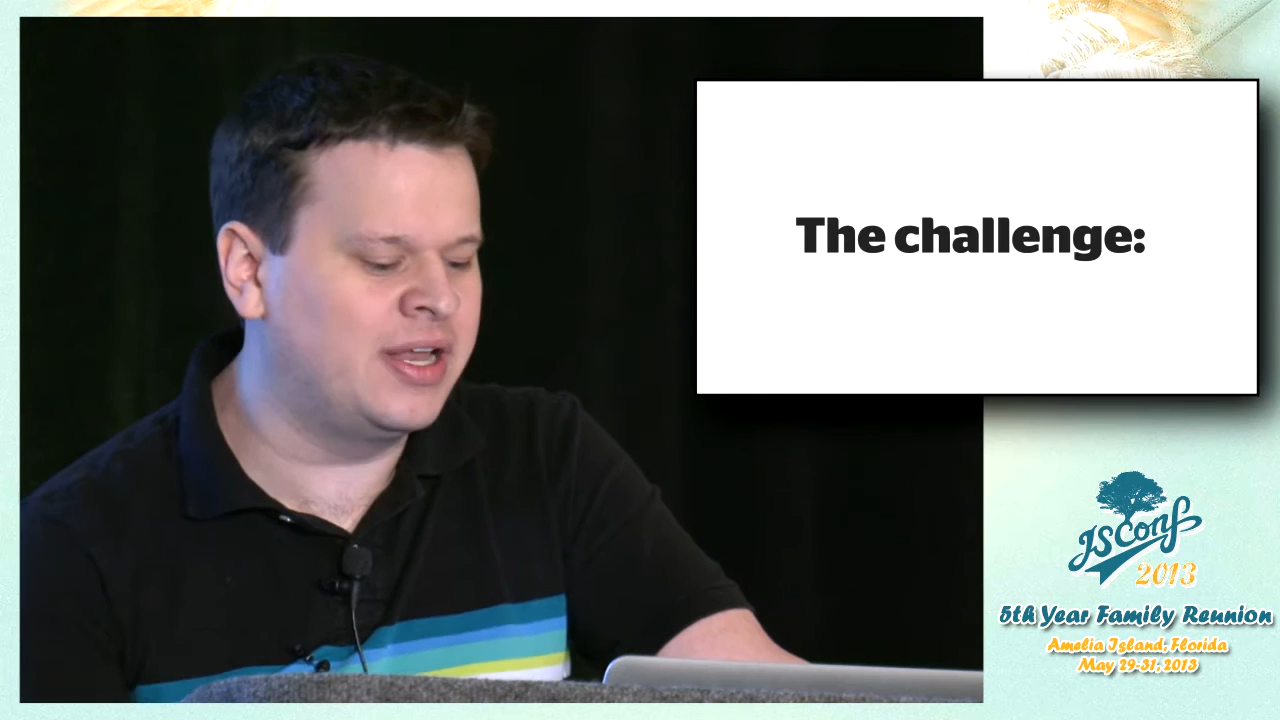 The challenge:
JSConf
2013
5th Year Family Reunion
Amelia Island, Florida
May 29-31, 2013